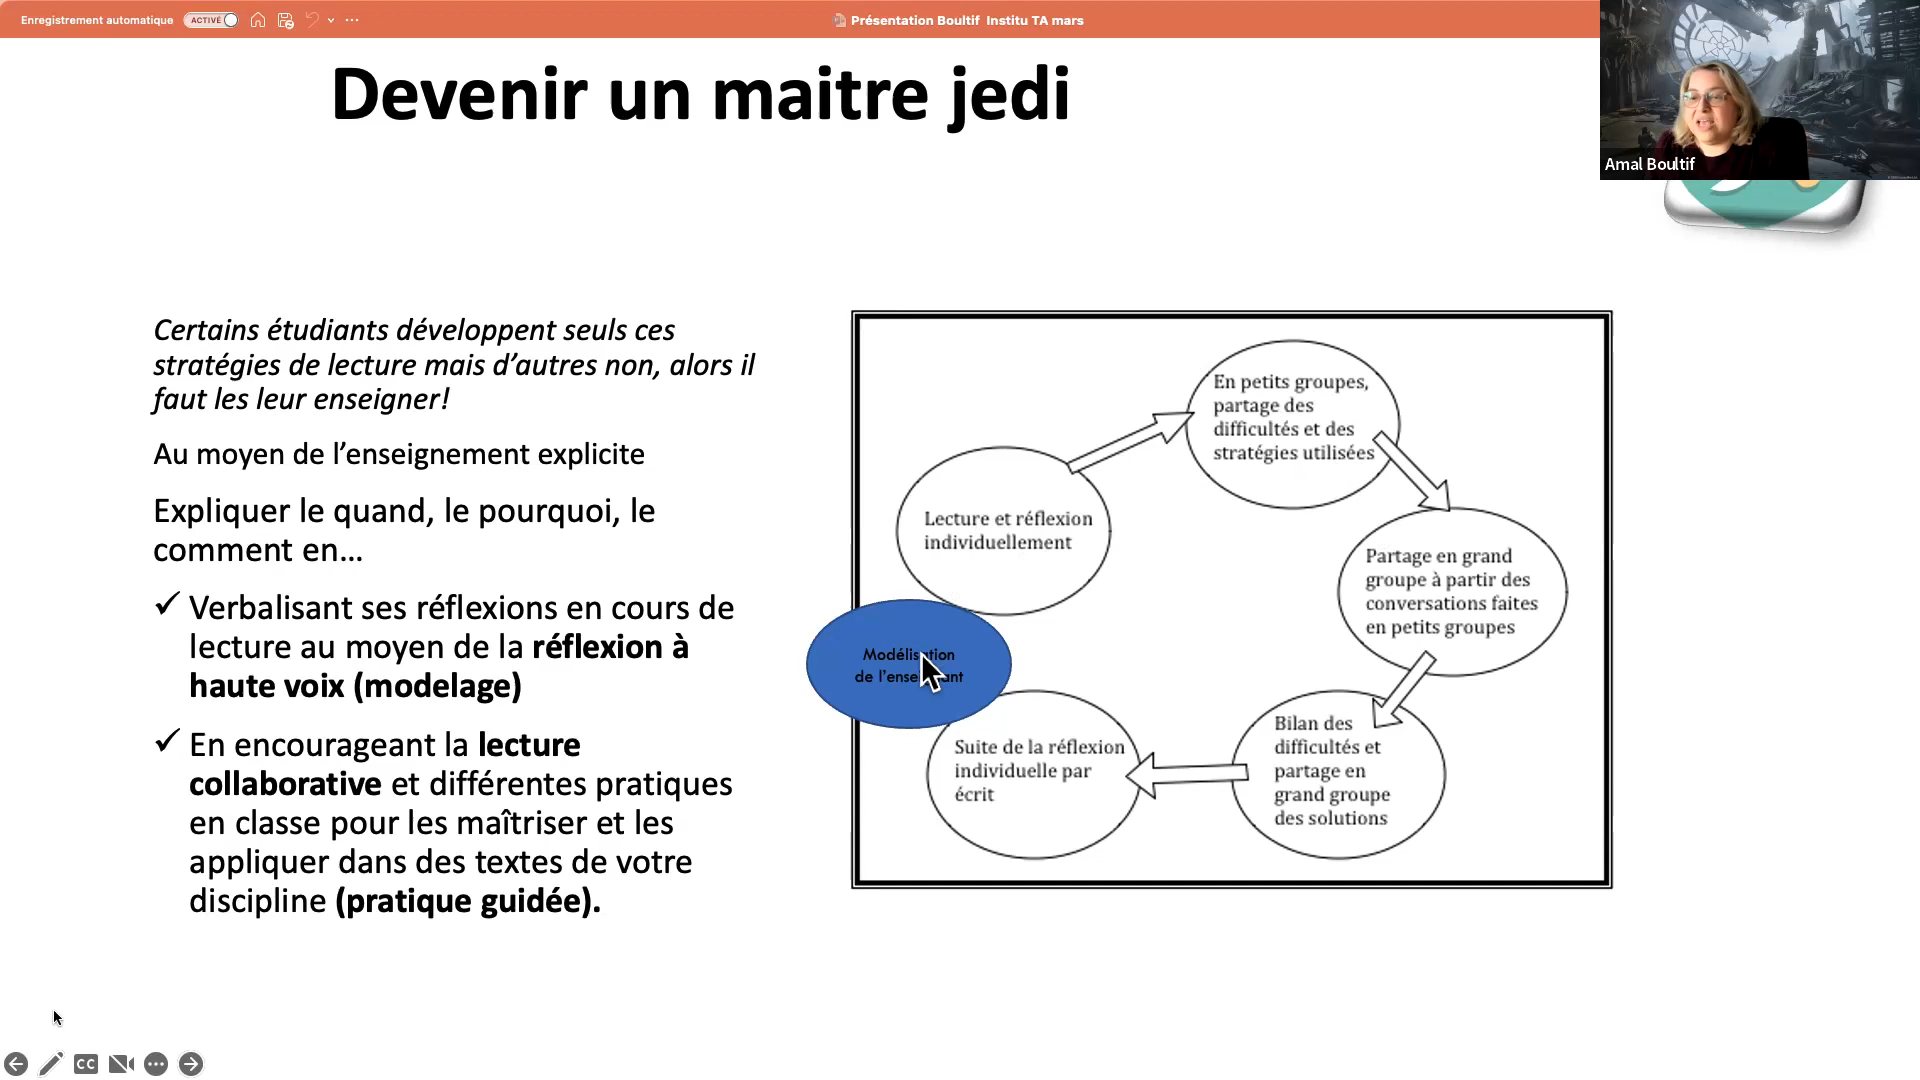 Enregistrement automatique
ACTIVÉ
Présentation Boultif Institu TA mars
Devenir un maitre jedi
Amal Boultif
Certains étudiants développent seuls ces
stratégies de lecture mais d’autres non, alors il
faut les leur enseigner!
Au moyen de l’enseignement explicite
Expliquer le quand, le pourquoi, le
comment en...
✓ Verbalisant ses réflexions en cours de
lecture au moyen de la réflexion à
haute voix (modelage)
✓ En encourageant la lecture
collaborative et différentes pratiques
en classe pour les maîtriser et les
appliquer dans des textes de votre
discipline (pratique guidée).
En petits groupes,
partage des
difficultés et des
stratégies utilisées
Lecture et réflexion
individuellement
Partage en grand
groupe à partir des
conversations faites
en petits groupes
Modélisation
de l’enseignant
Bilan des
difficultés et
partage en
grand groupe
des solutions
Suite de la réflexion
individuelle par
écrit
CC